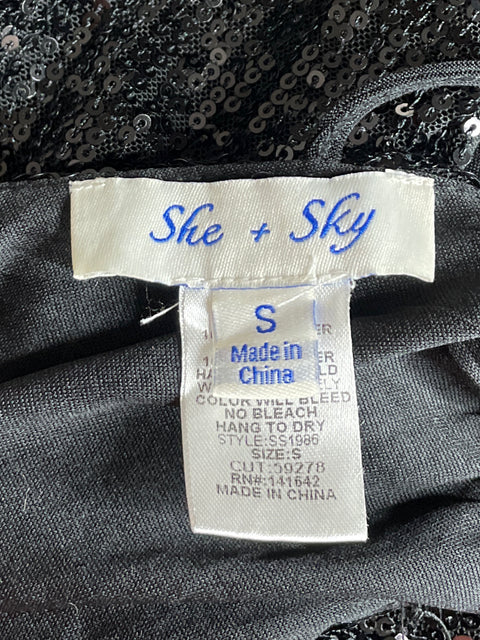 She + Sky
S
Made in
China
COLOR WILL BLEED
NO BLEACH
HANG TO DRY
STYLE:SS1986
SIZE:S
CUT:59278
RN#:141642
MADE IN CHINA